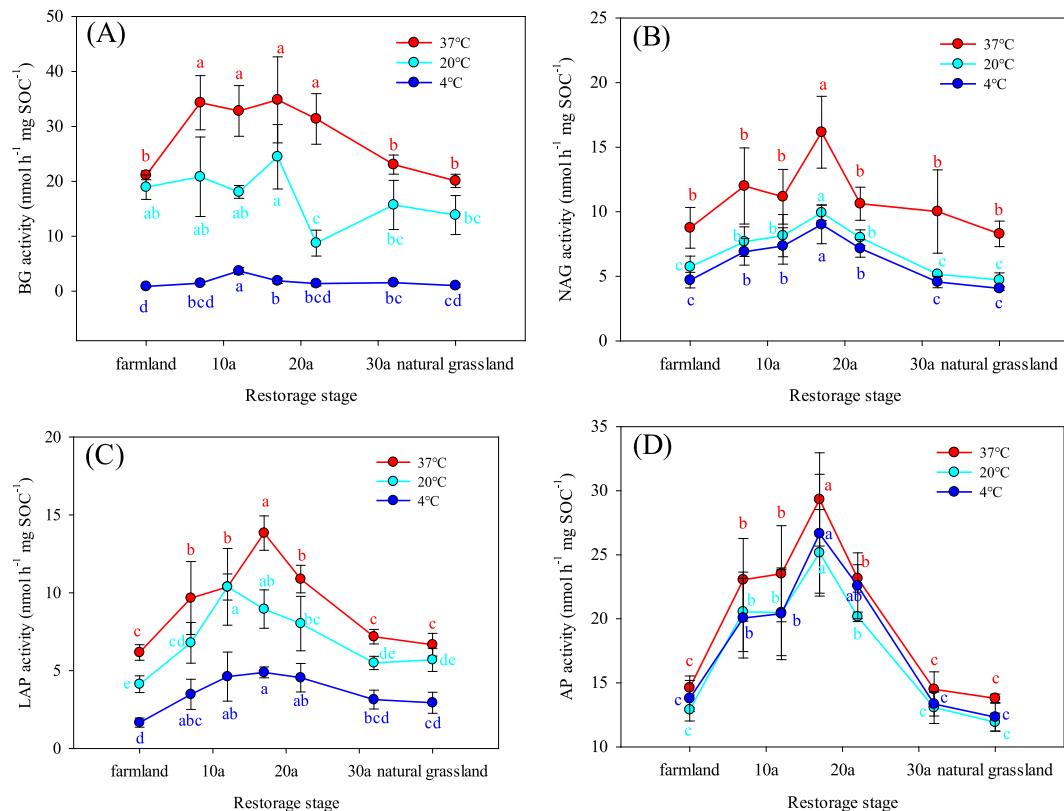 (A)
BG activity (nmol h⁻¹ mg SOC⁻¹)
50
40
30
20
10
0
37℃
20℃
4℃
b
a
a
a
a
b
b
ab
ab
ab
a
c
bc
bc
d
bcd
a
b
bcd
bc
cd
farmland 10a 20a 30a natural grassland
Restorage stage
(B)
NAG activity (nmol h⁻¹ mg SOC⁻¹)
25
20
15
10
5
0
37℃
20℃
4℃
b
b
b
a
b
b
b
c
b
b
a
b
c
c
c
b
b
a
b
c
c
farmland 10a 20a 30a natural grassland
Restorage stage
(C)
LAP activity (nmol h⁻¹ mg SOC⁻¹)
20
15
10
5
0
37℃
20℃
4℃
c
b
b
a
b
c
c
e
cd
a
ab
bc
de
de
d
abc
ab
a
ab
bcd
cd
farmland 10a 20a 30a natural grassland
Restorage stage
(D)
AP activity (nmol h⁻¹ mg SOC⁻¹)
35
30
25
20
15
10
37℃
20℃
4℃
c
b
b
a
b
c
c
c
b
b
a
b
c
c
c
b
b
a
ab
c
c
farmland 10a 20a 30a natural grassland
Restorage stage